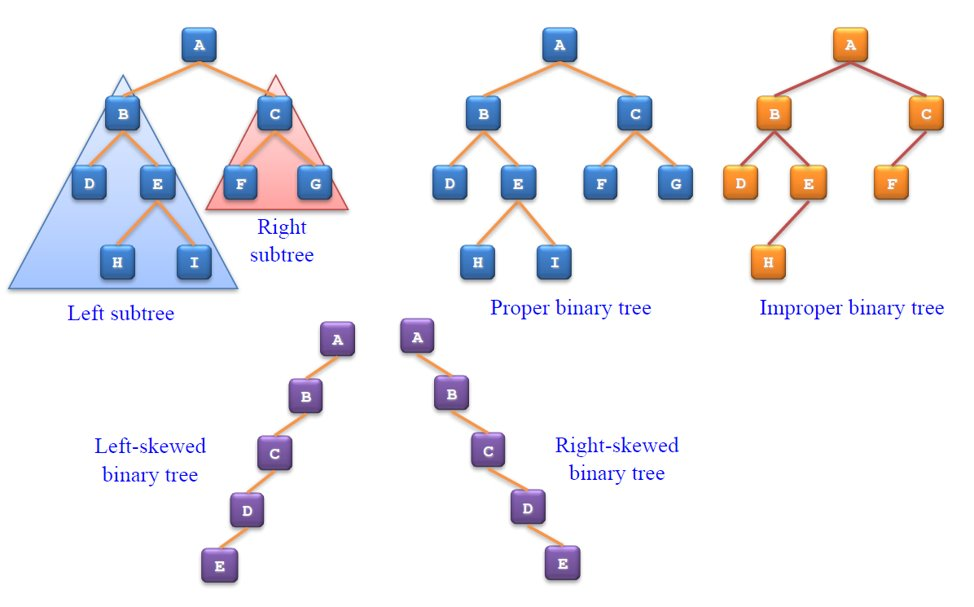 A
B
C
D
E
F
G
H
I
Right
subtree
Left subtree
A
B
C
D
E
F
G
H
I
Proper binary tree
A
B
C
D
E
F
H
Improper binary tree
A
B
C
D
E
Left-skewed
binary tree
A
B
C
D
E
Right-skewed
binary tree